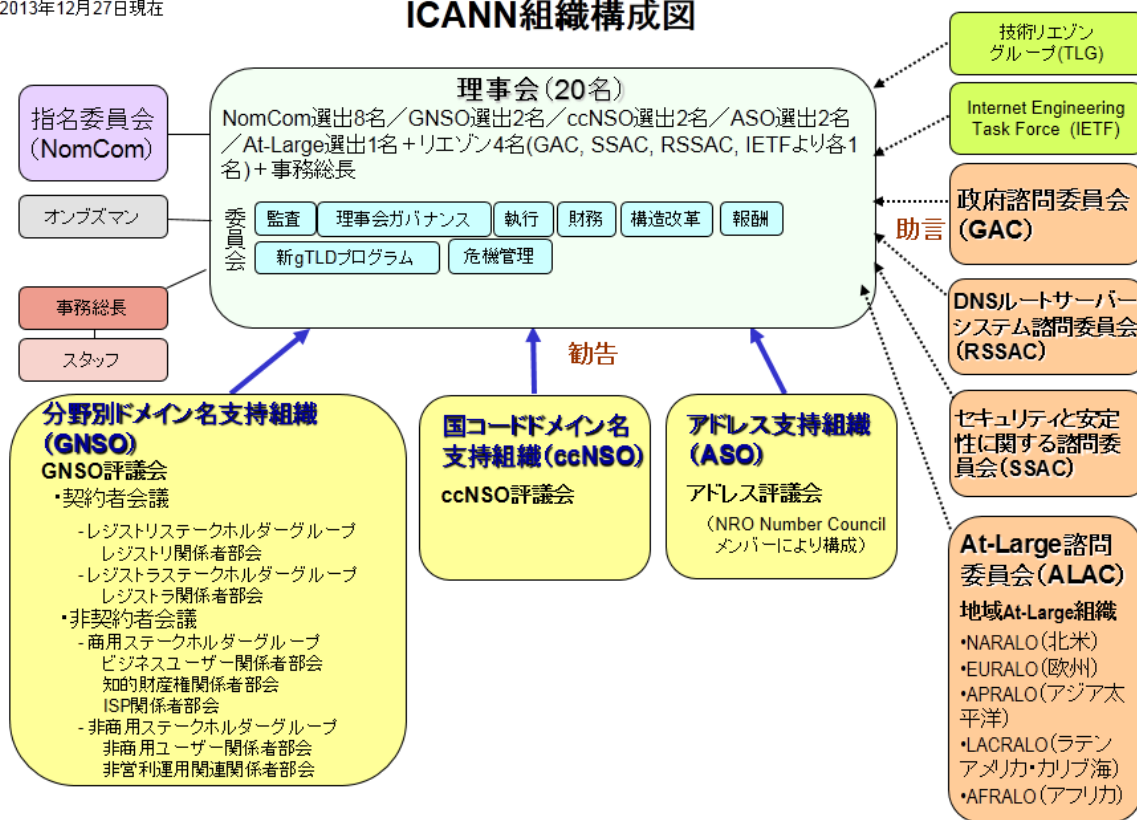 2013年12月27日現在
ICANN組織構成図
技術リエゾン
グループ(TLG)
Internet Engineering
Task Force (IETF)
指名委員会
(NomCom)
オンブズマン
事務総長
スタッフ
理事会(20名)
NomCom選出8名/GNSO選出2名/ccNSO選出2名/ASO選出2名
/At-Large選出1名+リエゾン4名(GAC, SSAC, RSSAC, IETFより各1
名)+事務総長
委員会
監査 理事会ガバナンス 執行 財務 構造改革 報酬
新gTLDプログラム 危機管理
助言
政府諮問委員会
(GAC)
DNSルートサーバー
システム諮問委員会
(RSSAC)
セキュリティと安定
性に関する諮問委
員会(SSAC)
勧告
分野別ドメイン名支持組織
(GNSO)
GNSO評議会
・契約者会議
-レジストリステークホルダーグループ
レジストリ関係者部会
-レジストラステークホルダーグループ
レジストラ関係者部会
・非契約者会議
-商用ステークホルダーグループ
ビジネスユーザー関係者部会
知的財産権関係者部会
ISP関係者部会
-非商用ステークホルダーグループ
非商用ユーザー関係者部会
非営利運用関連関係者部会
国コードドメイン名
支持組織(ccNSO)
ccNSO評議会
アドレス支持組織
(ASO)
アドレス評議会
(NRO Number Council
メンバーにより構成)
At-Large諮問
委員会(ALAC)
地域At-Large組織
•NARALO(北米)
•EURALO(欧州)
•APRALO(アジア太
平洋)
•LACRALO(ラテン
アメリカ・カリブ海)
•AFRALO(アフリカ)